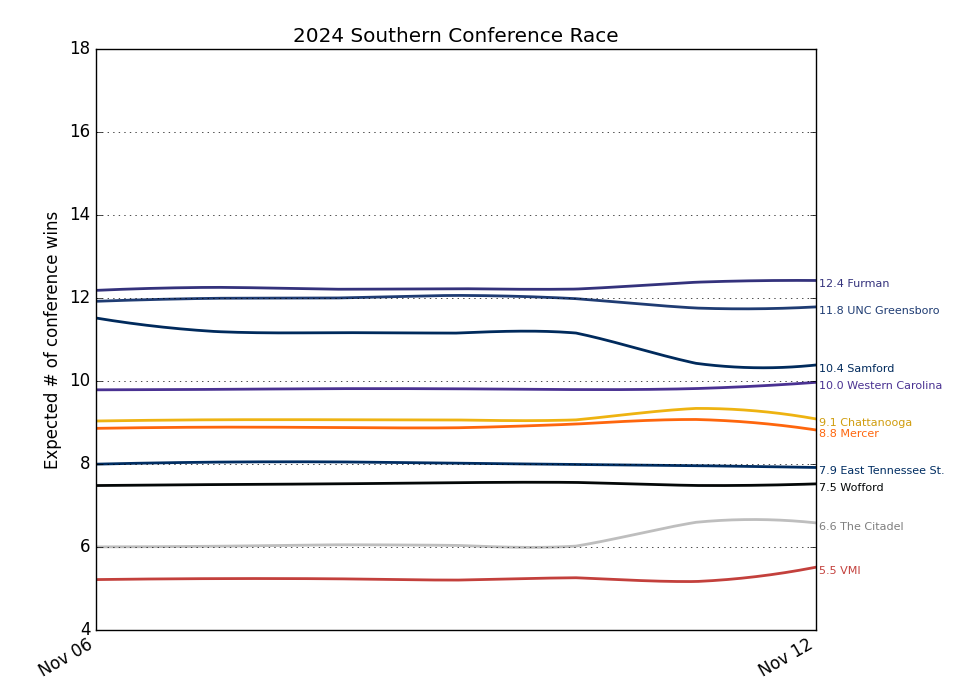 2024 Southern Conference Race
Expected # of conference wins
18
16
14
12
10
8
6
4
12.4 Furman
11.8 UNC Greensboro
10.4 Samford
10.0 Western Carolina
9.1 Chattanooga
8.8 Mercer
7.9 East Tennessee St.
7.5 Wofford
6.6 The Citadel
5.5 VMI
Nov 06
Nov 12